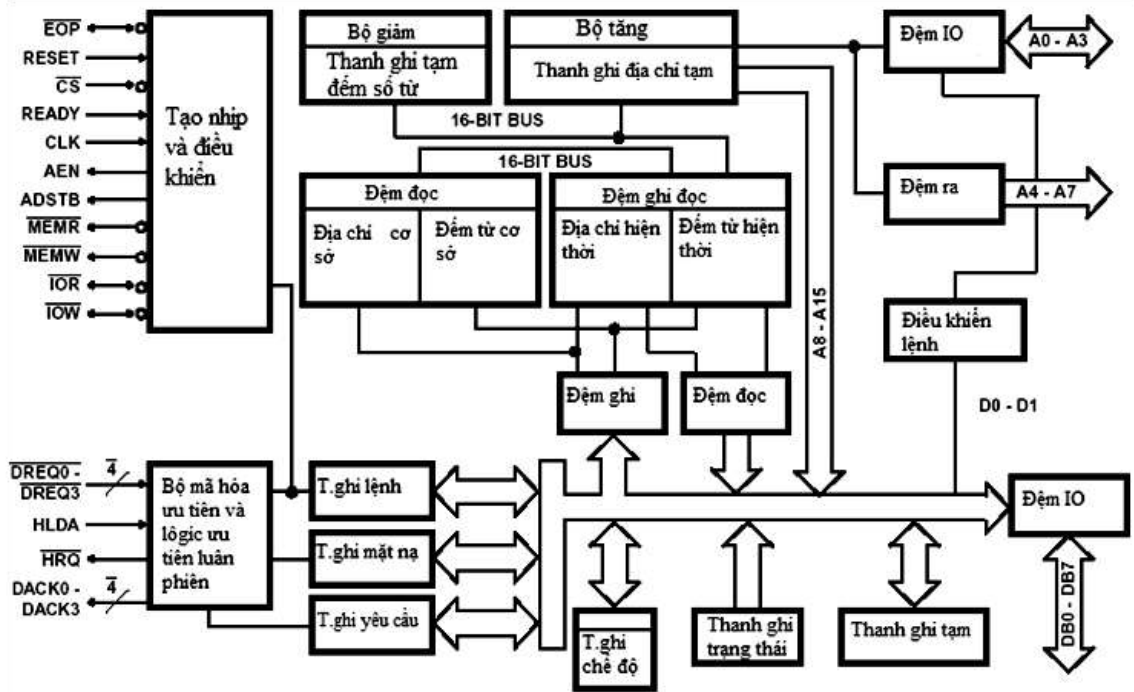 EOP
RESET
CS
READY
CLK
AEN
ADSTB
MEMR
MEMW
IOR
IOW
Tạo nhịp
và điều
khiển
Bộ giảm
Thanh ghi tạm
đếm số từ
Bộ tăng
Thanh ghi địa chỉ tạm
Đệm IO
A0 - A3
16-BIT BUS
16-BIT BUS
Đệm đọc
Địa chỉ cơ
sở
Đếm từ cơ
sở
Đệm ghi đọc
Địa chỉ hiện
thời
Đếm từ hiện
thời
A8 - A15
Đệm ra
A4 - A7
Điều khiển
lệnh
Đệm ghi
Đệm đọc
D0 - D1
DREQ0 -
DREQ3
4
HLDA
HRQ
DACK0 -
DACK3
4
Bộ mã hóa
ưu tiên và
lôgic ưu
tiên luân
phiên
T.ghi lệnh
T.ghi mặt nạ
T.ghi yêu cầu
T.ghi
chế độ
Thanh ghi
trạng thái
Thanh ghi tạm
Đệm IO
DB0 - DB7